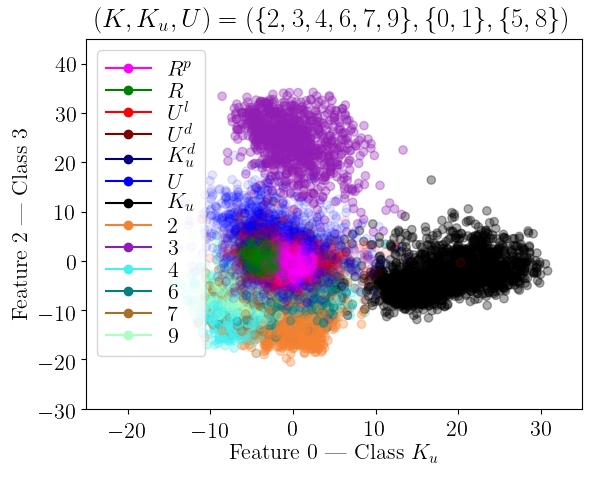 (K, K_u, U) = ({2, 3, 4, 6, 7, 9}, {0, 1}, {5, 8})
Feature 2 — Class 3
40
30
20
10
0
−10
−20
−30
R^p
R
U^l
U^d
K_u^d
U
K_u
2
3
4
6
7
9
−20
−10
0
10
20
30
Feature 0 — Class K_u